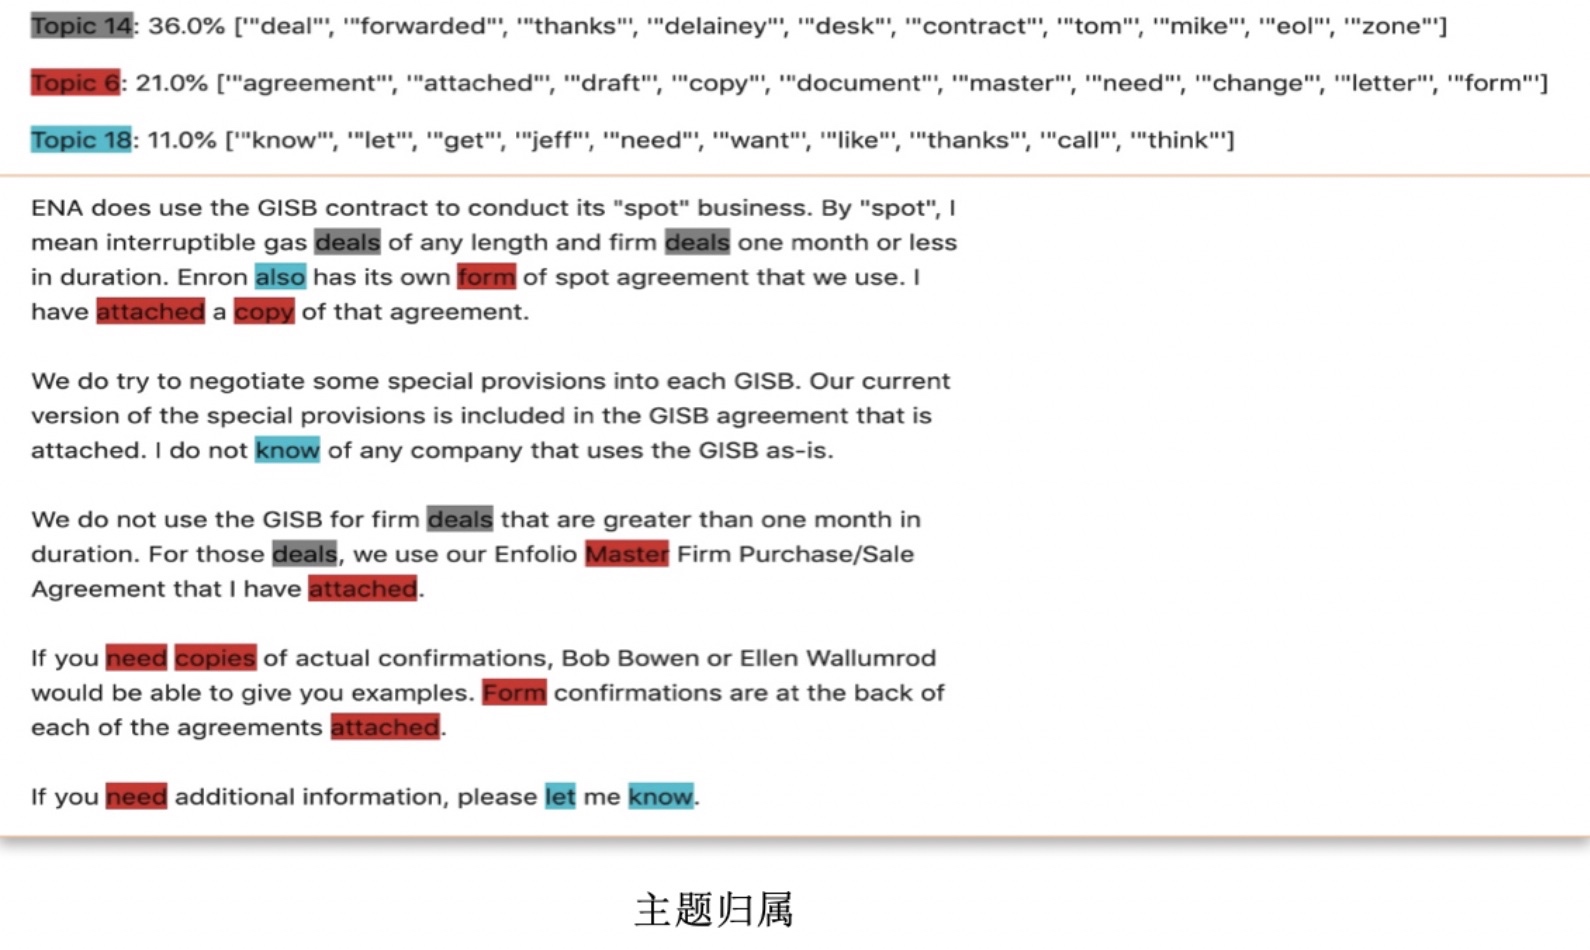 Topic 14: 36.0% ['"deal"', '"forwarded"', '"thanks"', '"delainey"', '"desk"', '"contract"', '"tom"', '"mike"', '"eol"', '"zone"']
Topic 6: 21.0% ['"agreement"', '"attached"', '"draft"', '"copy"', '"document"', '"master"', '"need"', '"change"', '"letter"', '"form"']
Topic 18: 11.0% ['"know"', '"let"', '"get"', '"jeff"', '"need"', '"want"', '"like"', '"thanks"', '"call"', '"think"']
ENA does use the GISB contract to conduct its "spot" business. By "spot", I
mean interruptible gas deals of any length and firm deals one month or less
in duration. Enron also has its own form of spot agreement that we use. I
have attached a copy of that agreement.
We do try to negotiate some special provisions into each GISB. Our current
version of the special provisions is included in the GISB agreement that is
attached. I do not know of any company that uses the GISB as-is.
We do not use the GISB for firm deals that are greater than one month in
duration. For those deals, we use our Enfolio Master Firm Purchase/Sale
Agreement that I have attached.
If you need copies of actual confirmations, Bob Bowen or Ellen Wallumrod
would be able to give you examples. Form confirmations are at the back of
each of the agreements attached.
If you need additional information, please let me know.
主题归属